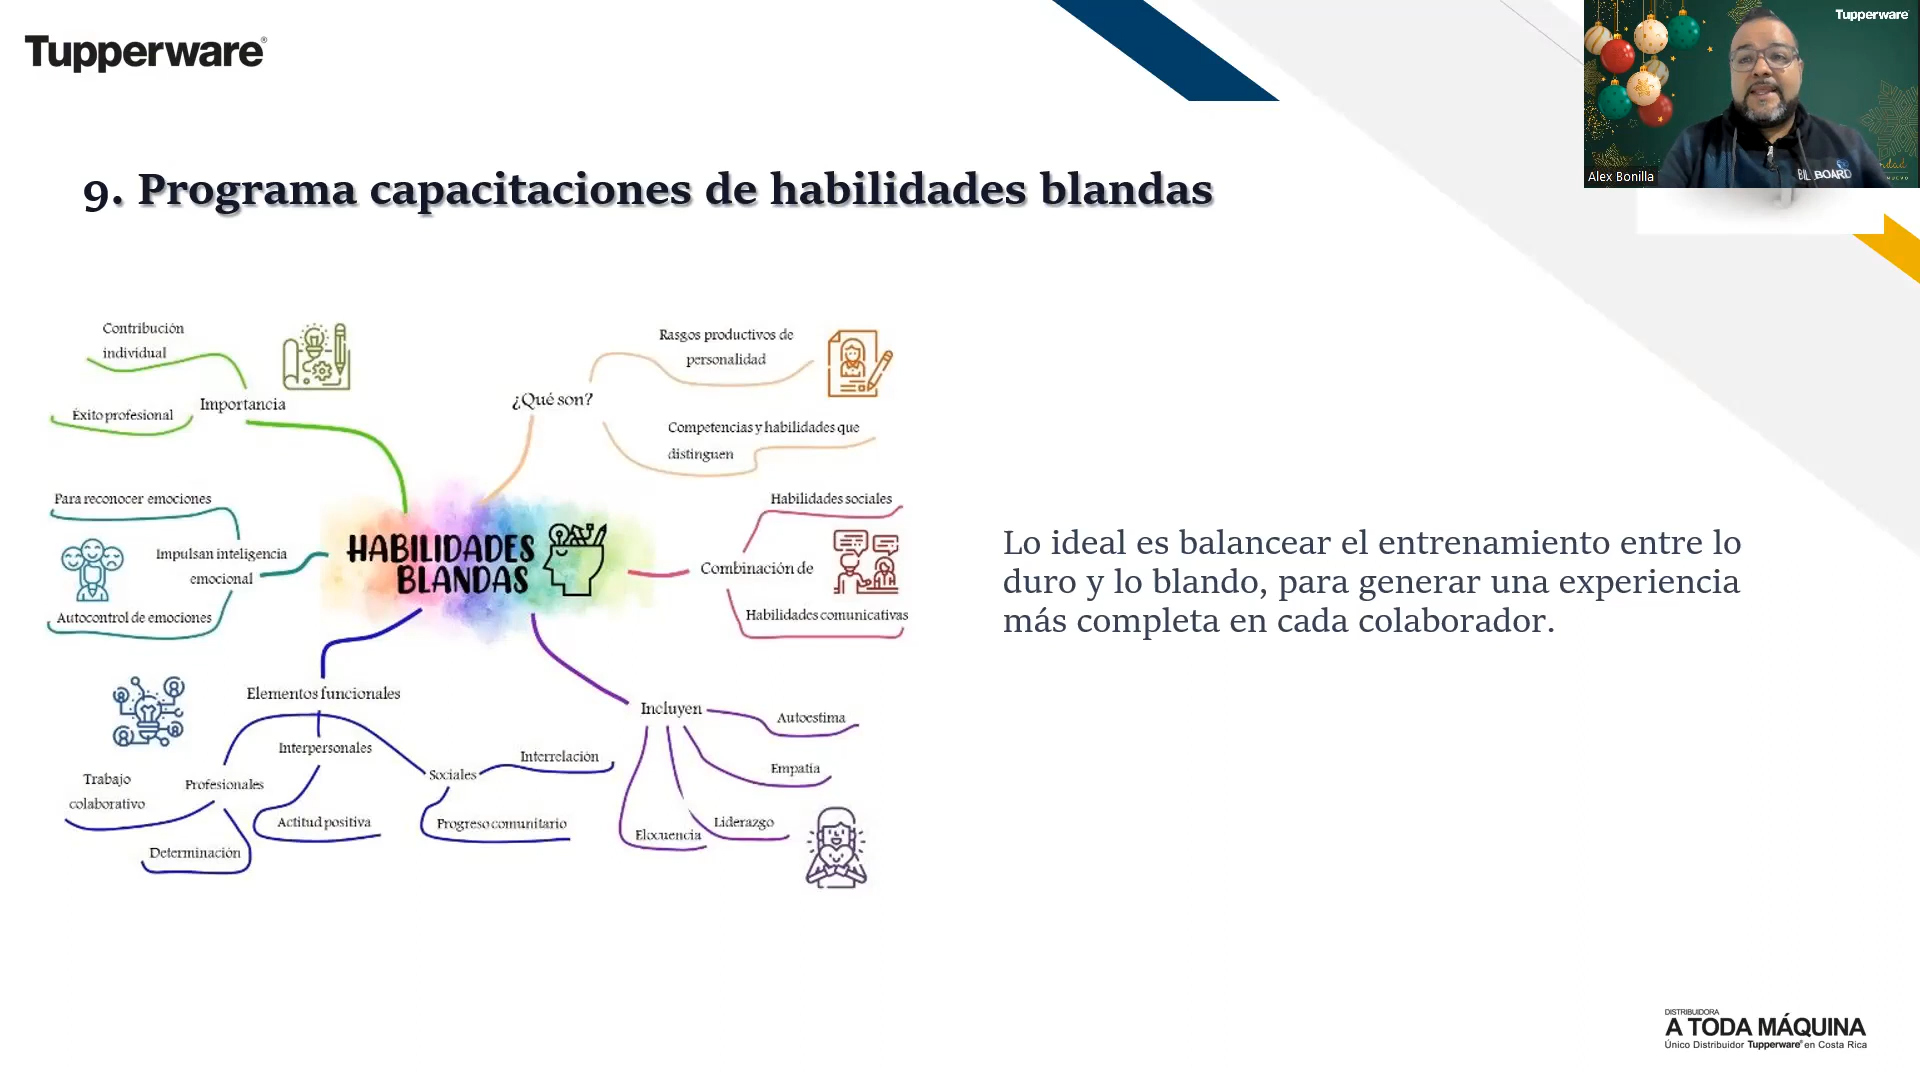 Tupperware®
Tupperware
Alex Bonilla
9. Programa capacitaciones de habilidades blandas
Contribución
individual
Importancia
Éxito profesional
¿Qué son?
Rasgos productivos de
personalidad
Competencias y habilidades que
distinguen
Para reconocer emociones
Impulsan inteligencia
emocional
Autocontrol de emociones
HABILIDADES
BLANDAS
Habilidades sociales
Combinación de
Habilidades comunicativas
Lo ideal es balancear el entrenamiento entre lo
duro y lo blando, para generar una experiencia
más completa en cada colaborador.
Elementos funcionales
Interpersonales
Profesionales
Sociales
Interrelación
Trabajo
colaborativo
Actitud positiva
Progreso comunitario
Determinación
Incluyen
Autoestima
Empatía
Liderazgo
Elocuencia
DISTRIBUIDORA
A TODA MÁQUINA
Único Distribuidor Tupperware® en Costa Rica